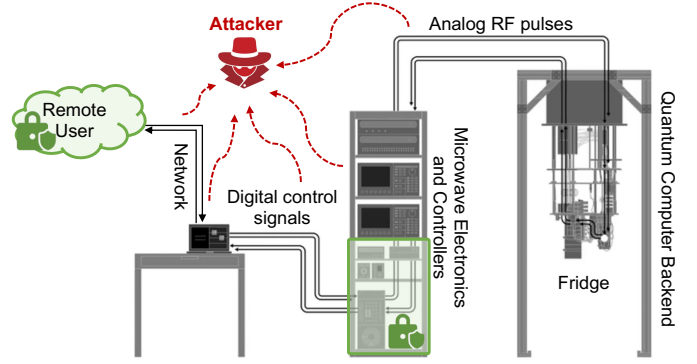 Attacker
Analog RF pulses
Remote
User
Network
Digital control
signals
Microwave Electronics
and Controllers
Fridge
Quantum Computer Backend